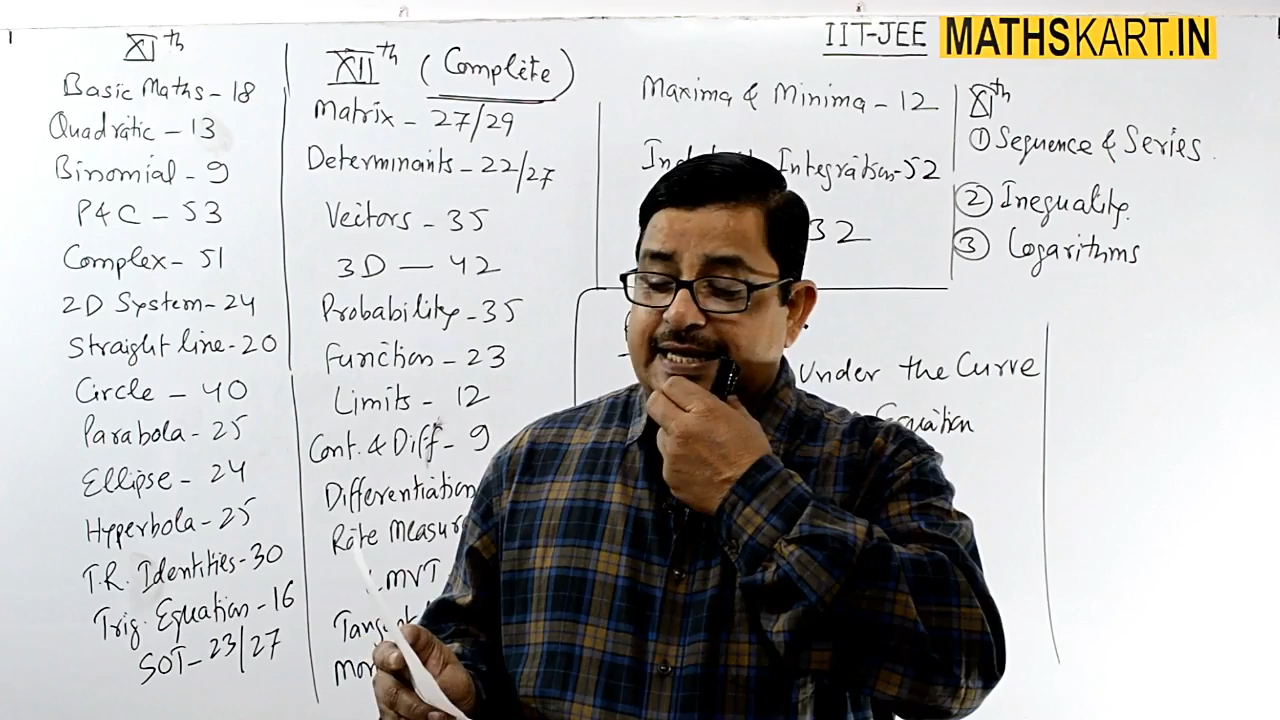 XIth
Basic Maths - 18
Quadratic - 13
Binomial - 9
P & C - 53
Complex - 51
2D System - 24
Straight line - 20
Circle - 40
Parabola - 25
Ellipse - 24
Hyperbola - 25
T.R. Identities - 30
Trig. Equation - 16
SOT - 23/27
XIIth (Complete)
Matrix - 27/29
Determinants - 22/27
Vectors - 35
3D - 42
Probability - 35
Function - 23
Limits - 12
Cont. & Diff - 9
Differentiation
Rate
MVT
IIT-JEE MATHSKART.IN
Maxima & Minima - 12
Integration - 52
32
Under the Curve
Equation
XIth
① Sequence & Series
② Inequality
③ Logarithms